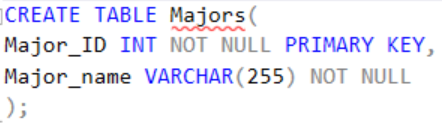 CREATE TABLE Majors(
Major_ID INT NOT NULL PRIMARY KEY,
Major_name VARCHAR(255) NOT NULL
);